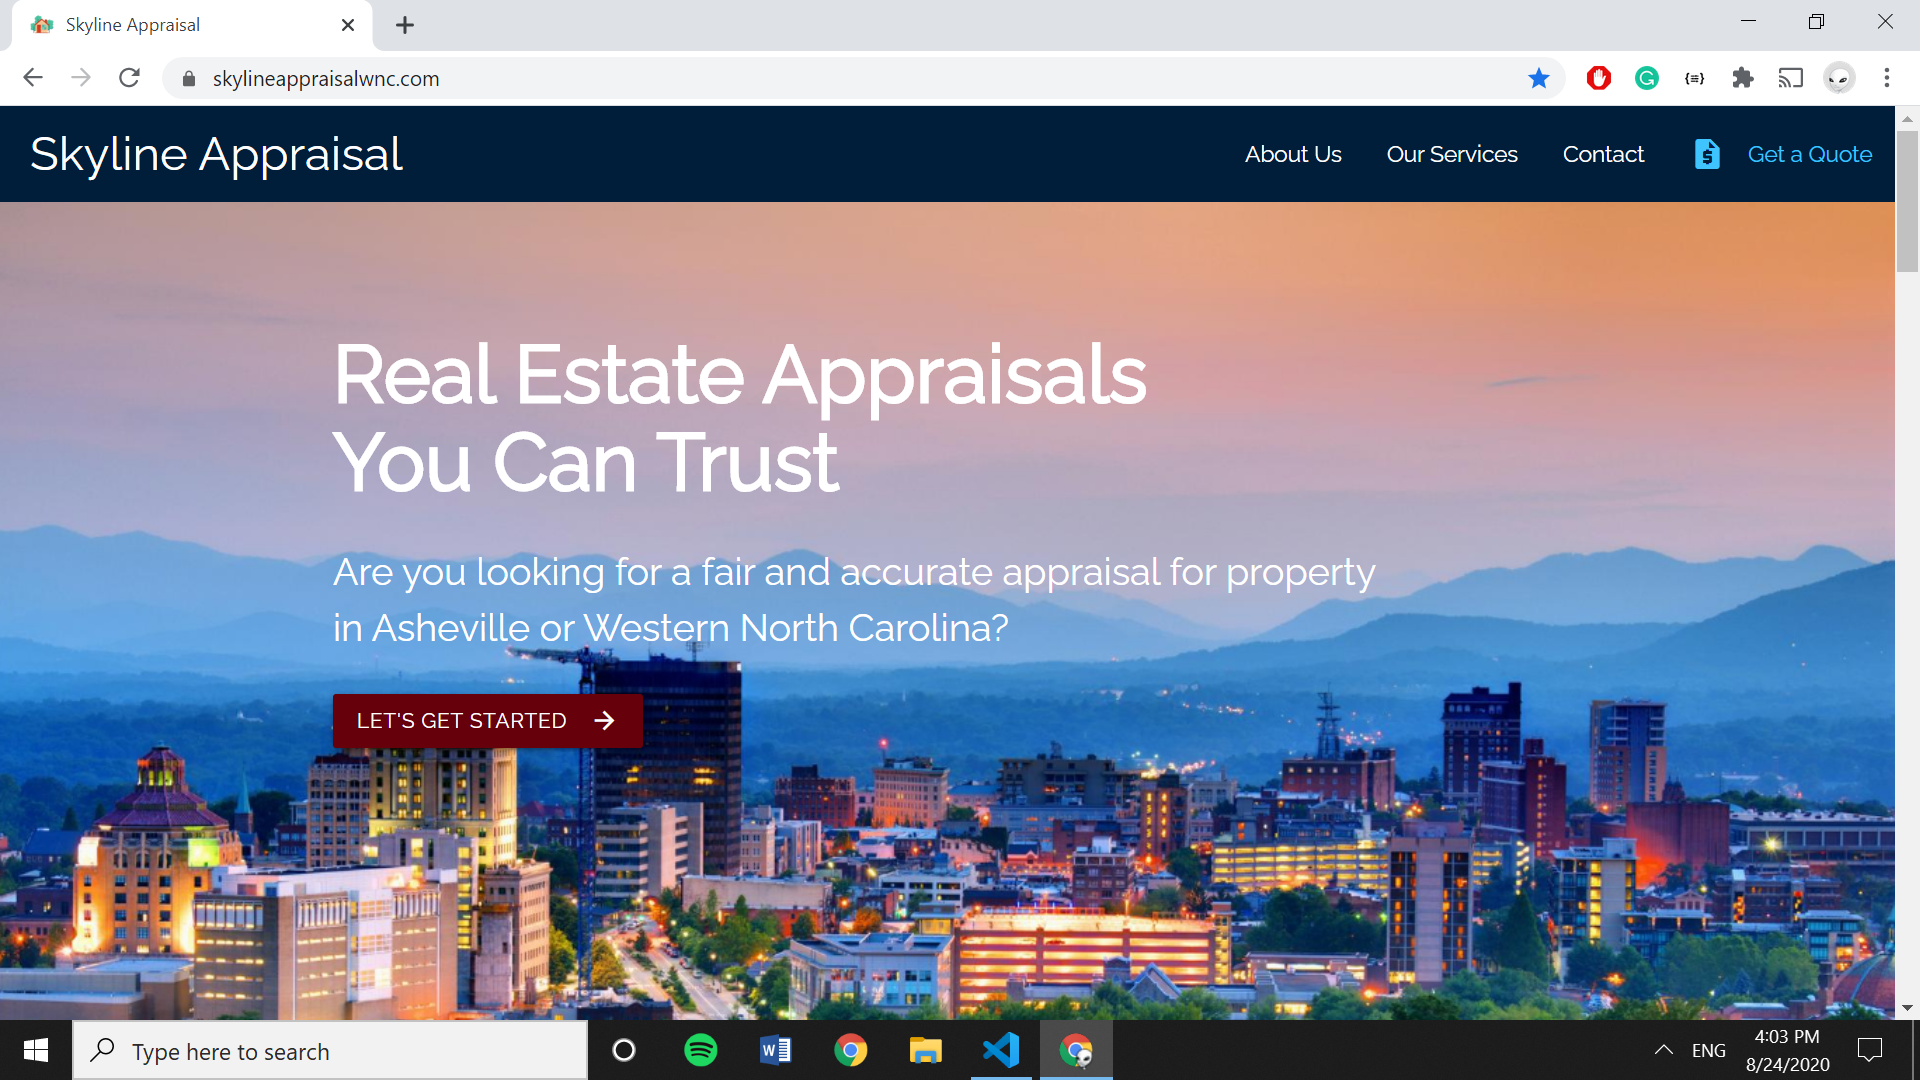 Skyline Appraisal
skylineappraisalwnc.com
Skyline Appraisal
About Us
Our Services
Contact
Get a Quote
Real Estate Appraisals
You Can Trust
Are you looking for a fair and accurate appraisal for property
in Asheville or Western North Carolina?
LET'S GET STARTED
Type here to search
ENG
4:03 PM
8/24/2020